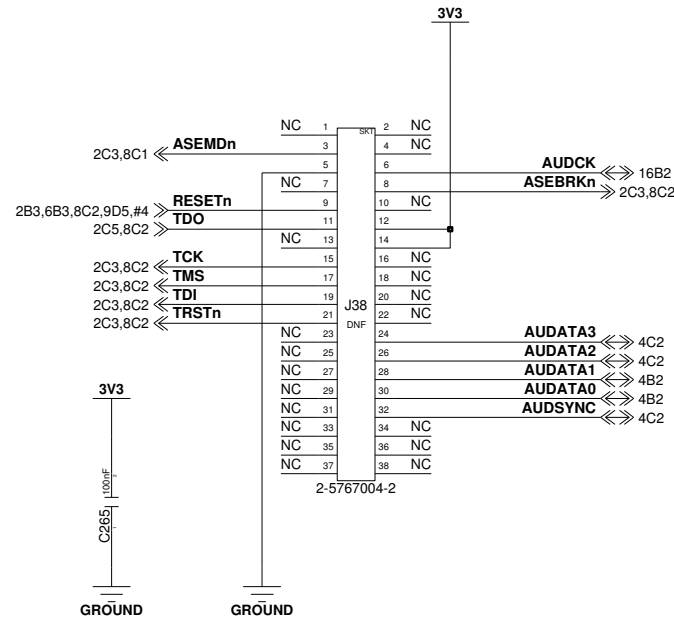 3V3
NC 1 SKT 2 NC
2C3,8C1 ASEMDn 3 4 NC
5 6 AUDCK 16B2
NC 7 8 ASEBRKn 2C3,8C2
2B3,6B3,8C2,9D5,#4 RESETn 9 10 NC
2C5,8C2 TDO 11 12
NC 13 14
2C3,8C2 TCK 15 16 NC
2C3,8C2 TMS 17 18 NC
2C3,8C2 TDI 19 20 NC
J38
2C3,8C2 TRSTn 21 22 NC
DNF
NC 23 24 AUDATA3 4C2
NC 25 26 AUDATA2 4C2
NC 27 28 AUDATA1 4B2
NC 29 30 AUDATA0 4B2
NC 31 32 AUDSYNC 4C2
NC 33 34 NC
NC 35 36 NC
NC 37 38 NC
2-5767004-2
3V3
C265
100nF
2
1
GROUND
GROUND